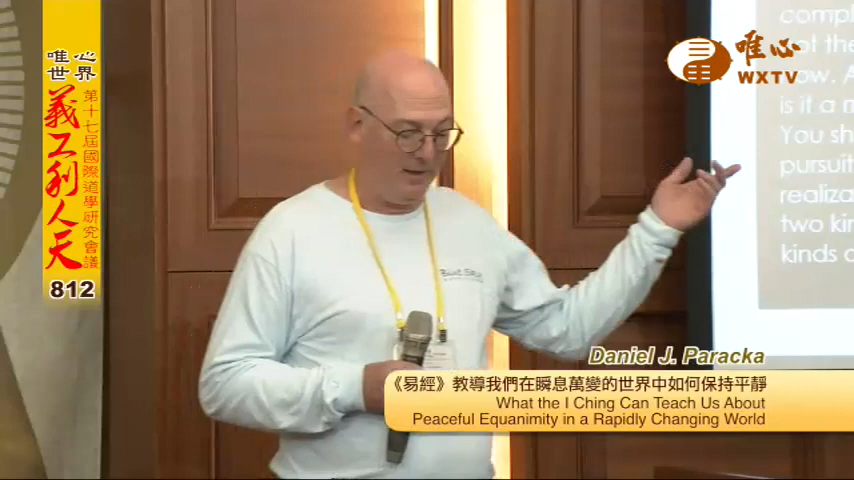 唯心
世界
義工利人天
第十七屆國際道學研究會議
812
唯心
WXTV
compl
ot the
ow. A
is it a m
You sh
pursuit
realiza
two kin
kinds o
Daniel J. Paracka
《易經》教導我們在瞬息萬變的世界中如何保持平靜
What the I Ching Can Teach Us About
Peaceful Equanimity in a Rapidly Changing World